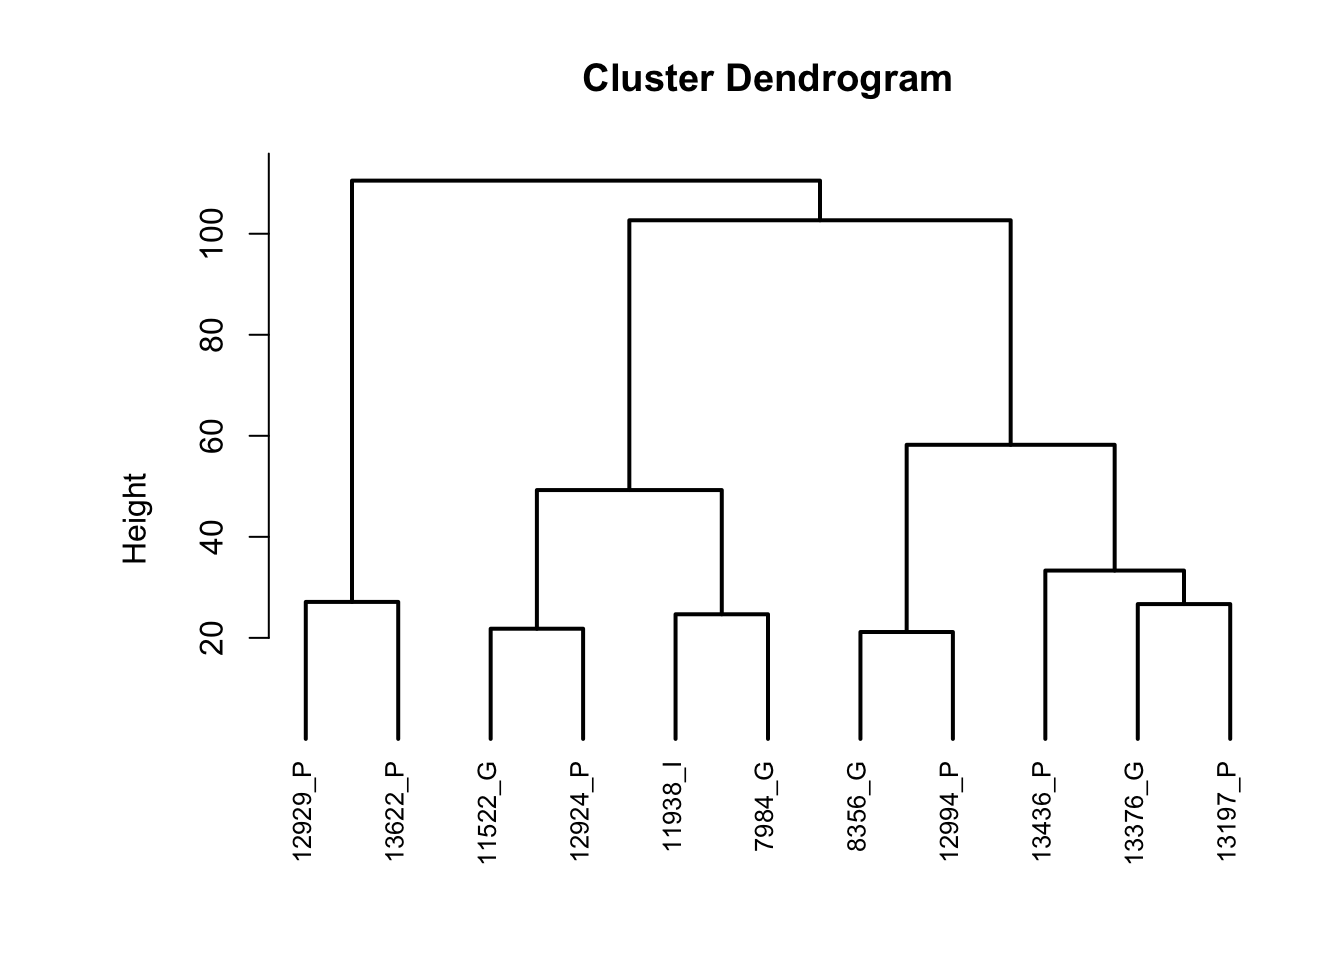 Cluster Dendrogram
Height
100
80
60
40
20
12929_P
13622_P
11522_G
12924_P
11938_I
7984_G
8356_G
12994_P
13436_P
13376_G
13197_P